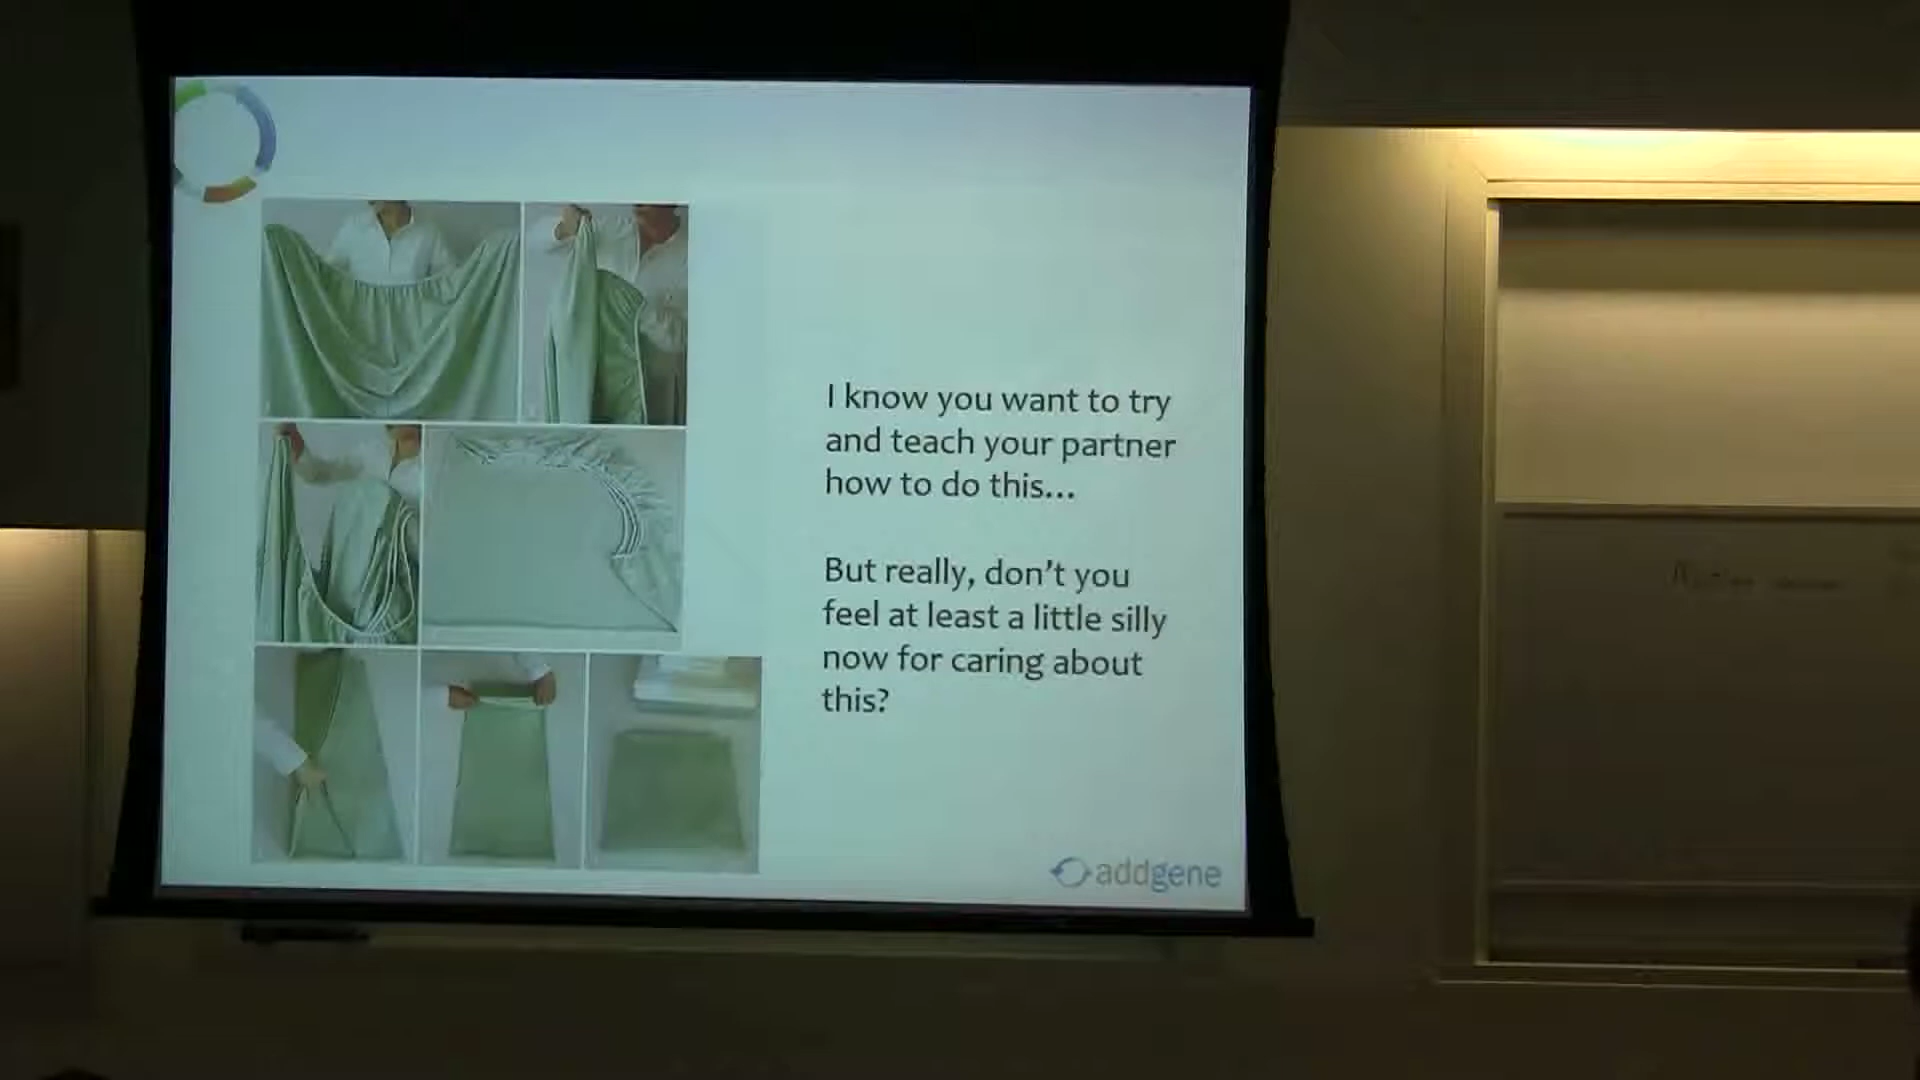 I know you want to try
and teach your partner
how to do this...
But really, don't you
feel at least a little silly
now for caring about
this?
addgene